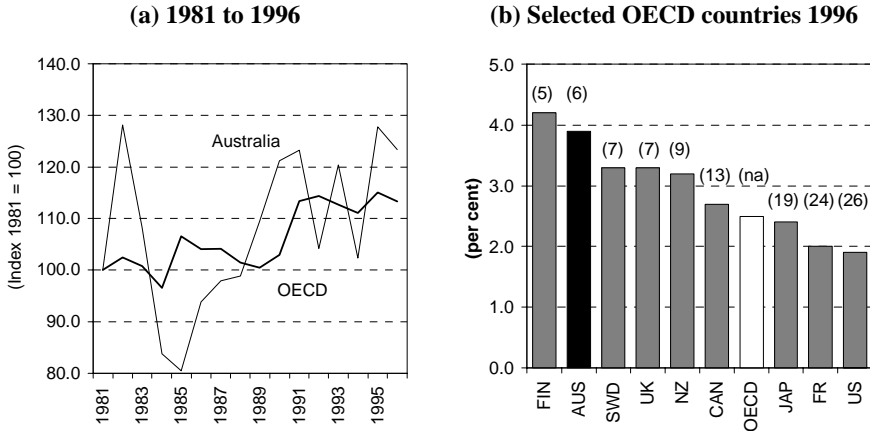 (a) 1981 to 1996
140.0
130.0
120.0
110.0
100.0
90.0
80.0
(Index 1981 = 100)
Australia
OECD
1981
1983
1985
1987
1989
1991
1993
1995
(b) Selected OECD countries 1996
5.0
4.0
3.0
2.0
1.0
0.0
(per cent)
(5) (6)
(7) (7) (9)
(13) (na)
(19) (24) (26)
FIN
AUS
SWD
UK
NZ
CAN
OECD
JAP
FR
US